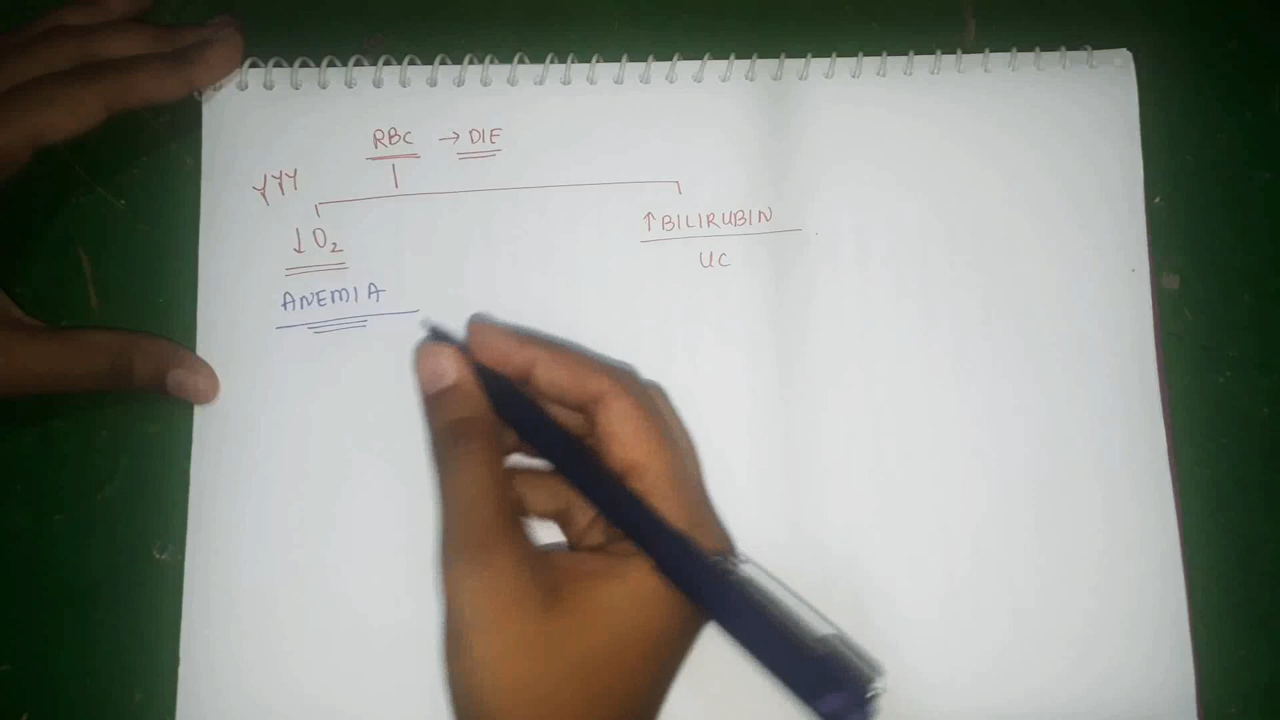 RBC → DIE
YYY
↓ O₂
↑ BILIRUBIN
UC
ANEMIA